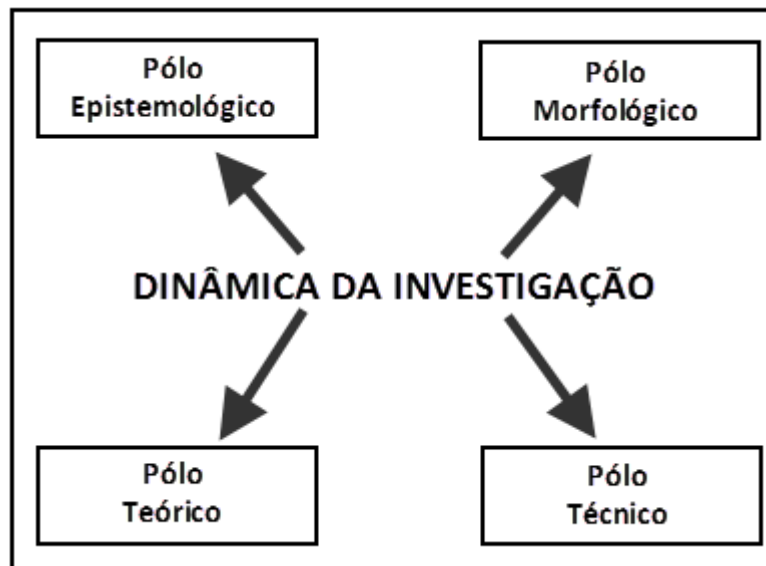 Pólo
Epistemológico
Pólo
Morfológico
DINÂMICA DA INVESTIGAÇÃO
Pólo
Teórico
Pólo
Técnico